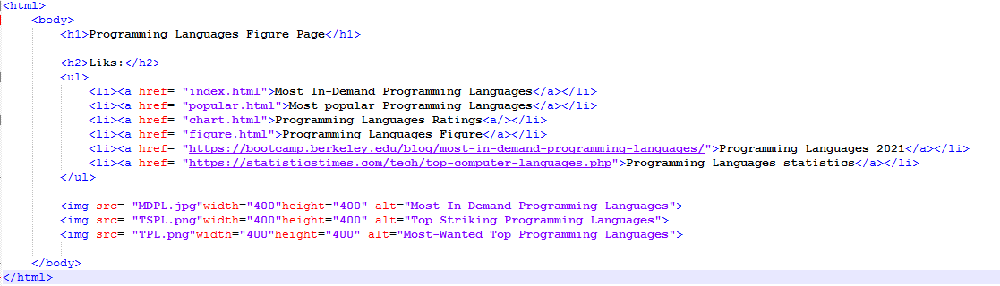 <html>
<body>
<h1>Programming Languages Figure Page</h1>
<h2>Liks:</h2>
<ul>
<li><a href= "index.html">Most In-Demand Programming Languages</a></li>
<li><a href= "popular.html">Most popular Programming Languages</a></li>
<li><a href= "chart.html">Programming Languages Ratings<a/></li>
<li><a href= "figure.html">Programming Languages Figure</a></li>
<li><a href= "https://bootcamp.berkeley.edu/blog/most-in-demand-programming-languages/">Programming Languages 2021</a></li>
<li><a href= "https://statisticstimes.com/tech/top-computer-languages.php">Programming Languages statistics</a></li>
</ul>
<img src= "MDPL.jpg"width="400"height="400" alt="Most In-Demand Programming Languages">
<img src= "TSPL.png"width="400"height="400" alt="Top Striking Programming Languages">
<img src= "TPL.png"width="400"height="400" alt="Most-Wanted Top Programming Languages">
</body>
</html>